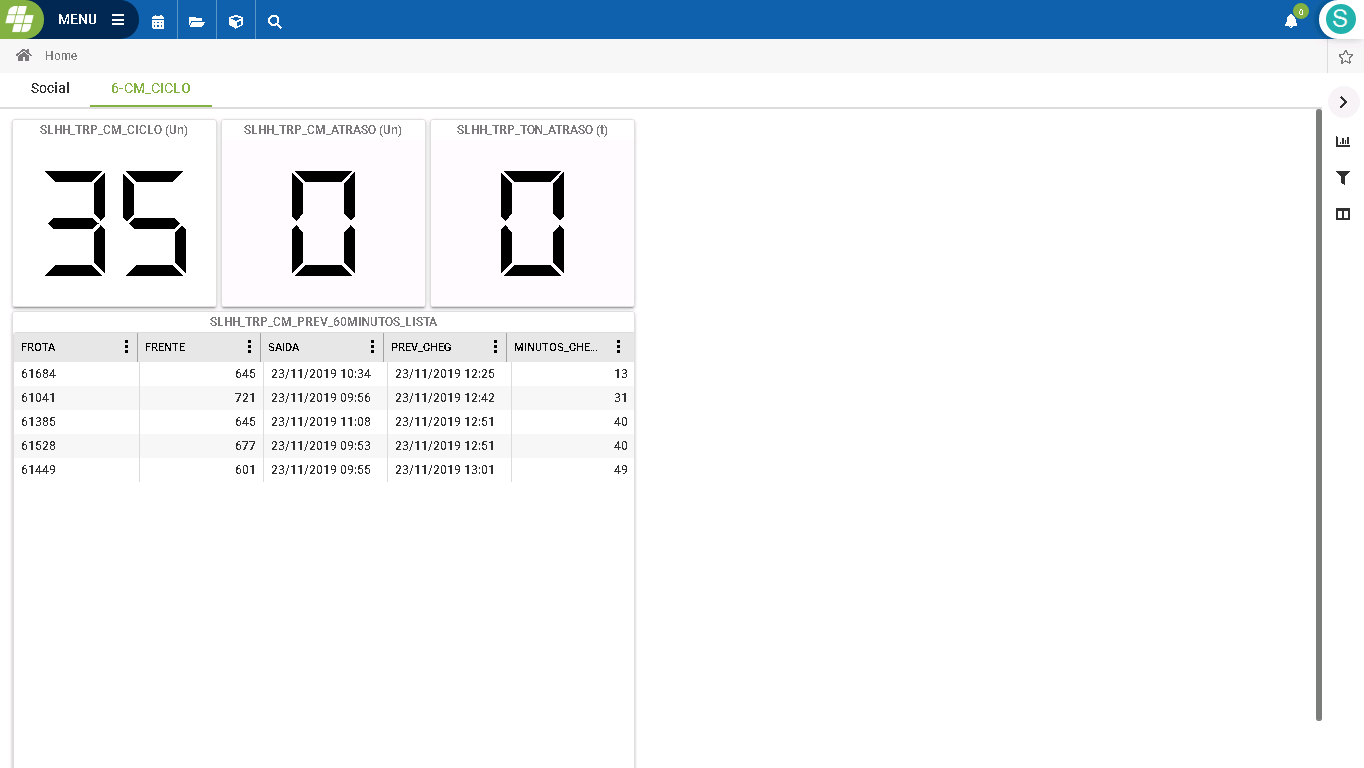 MENU
0
S
Home
Social 6-CM_CICLO
SLHH_TRP_CM_CICLO (Un) SLHH_TRP_CM_ATRASO (Un) SLHH_TRP_TON_ATRASO (t)
35 0 0
SLHH_TRP_CM_PREV_60MINUTOS_LISTA
FROTA FRENTE SAIDA PREV_CHEG MINUTOS_CHE...
61684 645 23/11/2019 10:34 23/11/2019 12:25 13
61041 721 23/11/2019 09:56 23/11/2019 12:42 31
61385 645 23/11/2019 11:08 23/11/2019 12:51 40
61528 677 23/11/2019 09:53 23/11/2019 12:51 40
61449 601 23/11/2019 09:55 23/11/2019 13:01 49